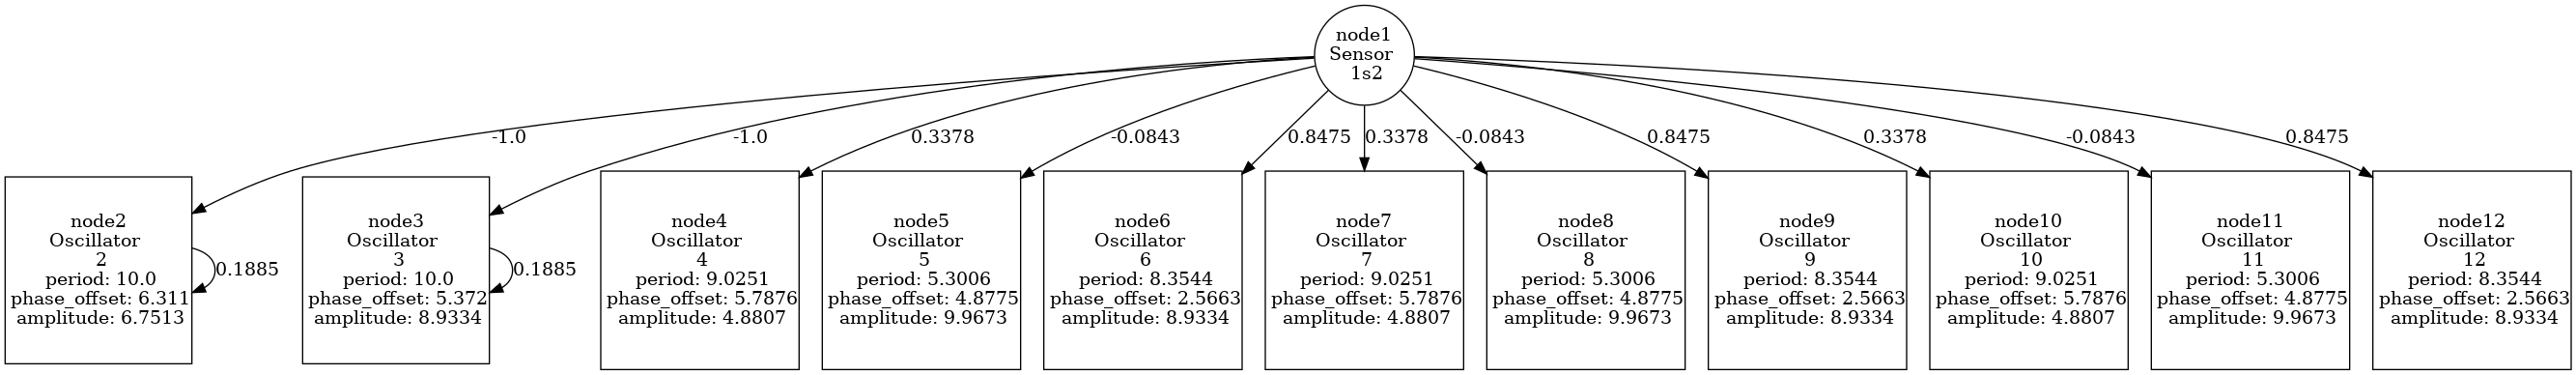 node1
Sensor
1s2
-1.0
-1.0
0.3378
-0.0843
0.8475
0.3378
-0.0843
0.8475
0.3378
-0.0843
0.8475
node2
Oscillator
2
period: 10.0
phase_offset: 6.311
amplitude: 6.7513
0.1885
node3
Oscillator
3
period: 10.0
phase_offset: 5.372
amplitude: 8.9334
0.1885
node4
Oscillator
4
period: 9.0251
phase_offset: 5.7876
amplitude: 4.8807
node5
Oscillator
5
period: 5.3006
phase_offset: 4.8775
amplitude: 9.9673
node6
Oscillator
6
period: 8.3544
phase_offset: 2.5663
amplitude: 8.9334
node7
Oscillator
7
period: 9.0251
phase_offset: 5.7876
amplitude: 4.8807
node8
Oscillator
8
period: 5.3006
phase_offset: 4.8775
amplitude: 9.9673
node9
Oscillator
9
period: 8.3544
phase_offset: 2.5663
amplitude: 8.9334
node10
Oscillator
10
period: 9.0251
phase_offset: 5.7876
amplitude: 4.8807
node11
Oscillator
11
period: 5.3006
phase_offset: 4.8775
amplitude: 9.9673
node12
Oscillator
12
period: 8.3544
phase_offset: 2.5663
amplitude: 8.9334